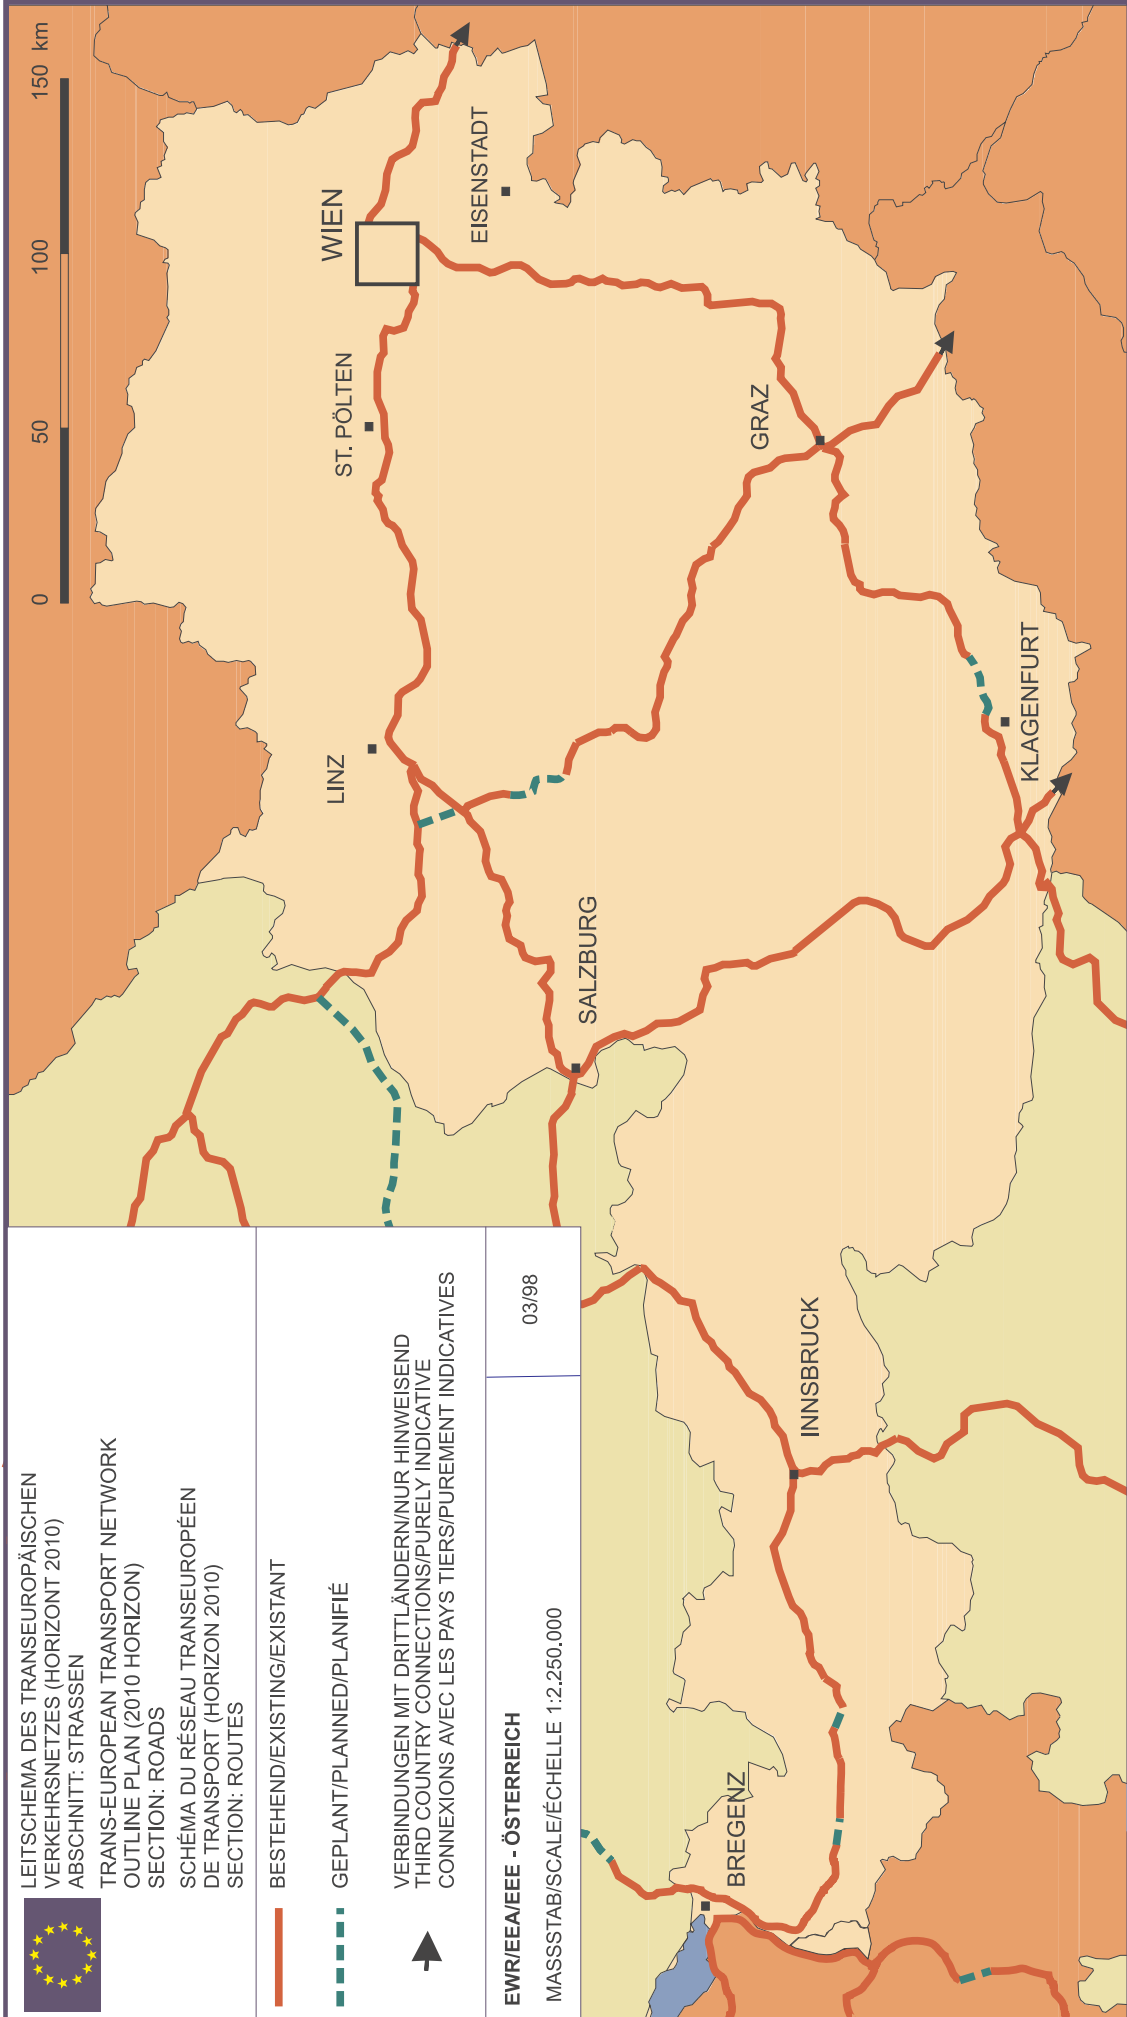 LEITSCHEMA DES TRANSEUROPÄISCHEN
VERKEHRSNETZES (HORIZONT 2010)
ABSCHNITT: STRASSEN
TRANS-EUROPEAN TRANSPORT NETWORK
OUTLINE PLAN (2010 HORIZON)
SECTION: ROADS
SCHÉMA DU RÉSEAU TRANSEUROPÉEN
DE TRANSPORT (HORIZON 2010)
SECTION: ROUTES
BESTEHEND/EXISTING/EXISTANT
GEPLANT/PLANNED/PLANIFIÉ
VERBINDUNGEN MIT DRITTLÄNDERN/NUR HINWEISEND
THIRD COUNTRY CONNECTIONS/PURELY INDICATIVE
CONNEXIONS AVEC LES PAYS TIERS/PUREMENT INDICATIVES
EWR/EEA/EEE - ÖSTERREICH
MASSSTAB/SCALE/ÉCHELLE 1:2.250.000
03/98
0 50 100 150 km
WIEN
ST. PÖLTEN
LINZ
EISENSTADT
SALZBURG
GRAZ
INNSBRUCK
BREGENZ
KLAGENFURT